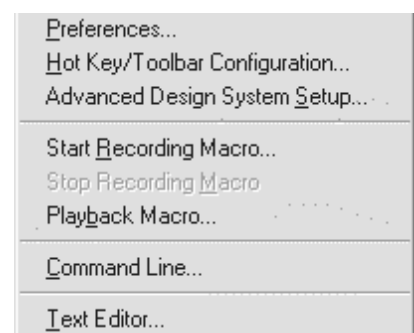 Preferences...
Hot Key/Toolbar Configuration...
Advanced Design System Setup...
Start Recording Macro...
Stop Recording Macro
Playback Macro...
Command Line...
Text Editor...